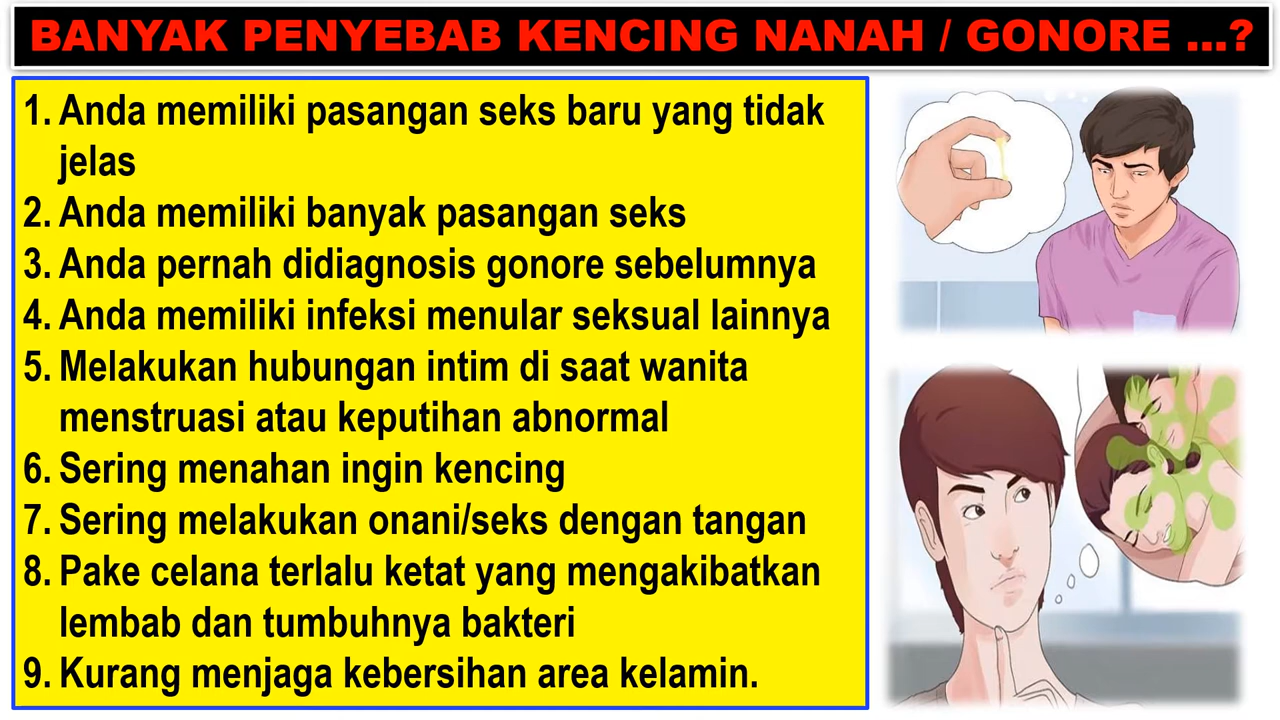 BANYAK PENYEBAB KENCING NANAH / GONORE ...?
1. Anda memiliki pasangan seks baru yang tidak
jelas
2. Anda memiliki banyak pasangan seks
3. Anda pernah didiagnosis gonore sebelumnya
4. Anda memiliki infeksi menular seksual lainnya
5. Melakukan hubungan intim di saat wanita
menstruasi atau keputihan abnormal
6. Sering menahan ingin kencing
7. Sering melakukan onani/seks dengan tangan
8. Pake celana terlalu ketat yang mengakibatkan
lembab dan tumbuhnya bakteri
9. Kurang menjaga kebersihan area kelamin.